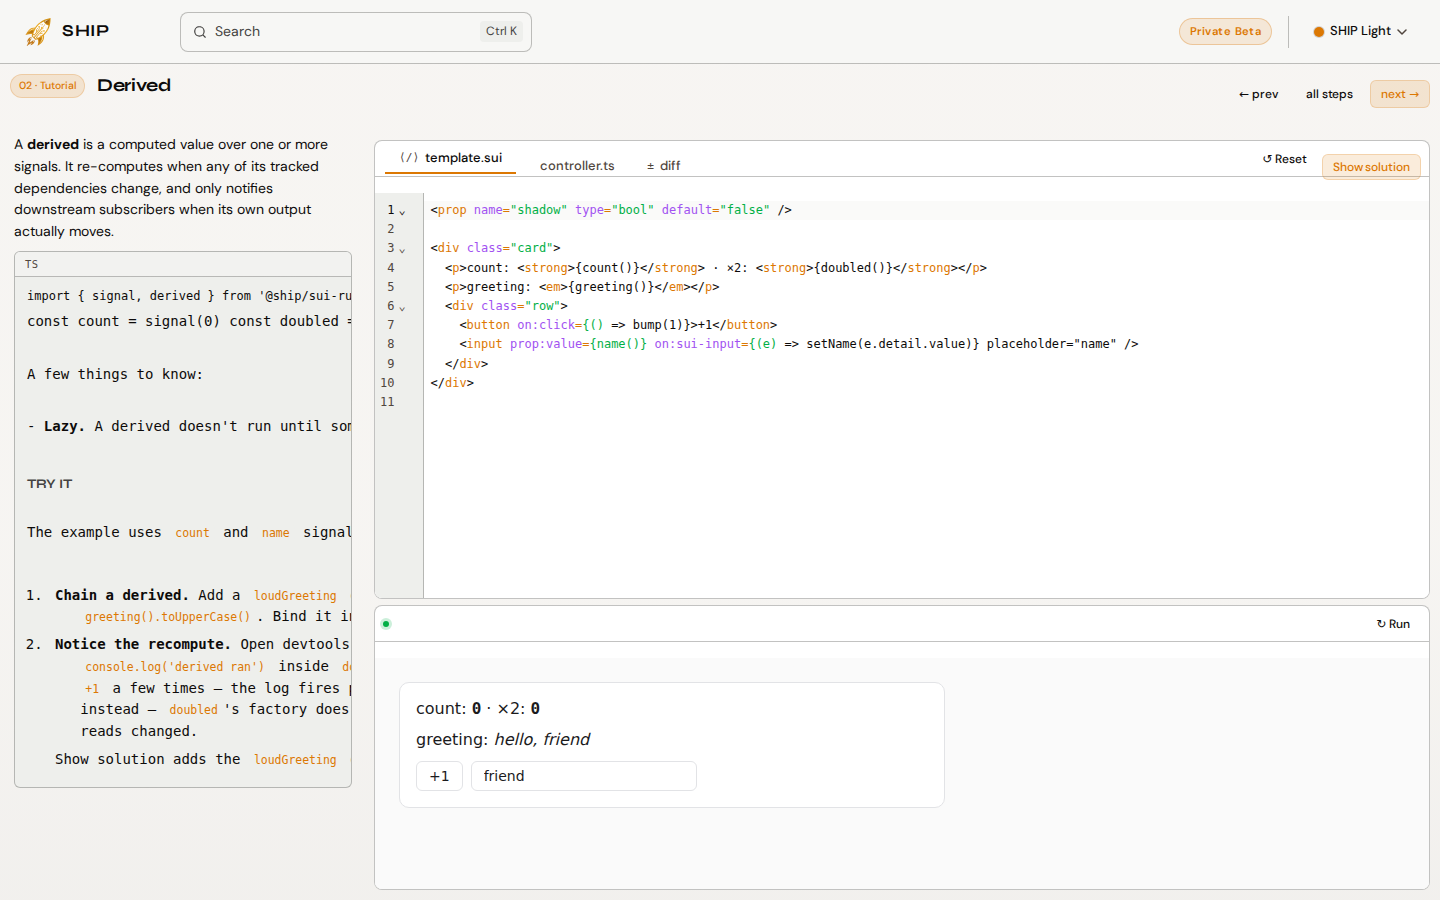 SHIP
Search
Ctrl K
Private Beta
SHIP Light
02 · Tutorial
Derived
← prev
all steps
next →
A derived is a computed value over one or more
signals. It re-computes when any of its tracked
dependencies change, and only notifies
downstream subscribers when its own output
actually moves.
TS
import { signal, derived } from '@ship/sui-ru
const count = signal(0) const doubled =
A few things to know:
- Lazy. A derived doesn't run until som
TRY IT
The example uses count and name signal
1. Chain a derived. Add a loudGreeting
greeting().toUpperCase() . Bind it in
2. Notice the recompute. Open devtools
console.log('derived ran') inside do
+1 a few times — the log fires p
instead — doubled 's factory does
reads changed.
Show solution adds the loudGreeting
⟨/⟩ template.sui
controller.ts
± diff
↺ Reset
Show solution
1 <prop name="shadow" type="bool" default="false" />
2
3 <div class="card">
4 <p>count: <strong>{count()}</strong> · ×2: <strong>{doubled()}</strong></p>
5 <p>greeting: <em>{greeting()}</em></p>
6 <div class="row">
7 <button on:click={() => bump(1)}>+1</button>
8 <input prop:value={name()} on:sui-input={(e) => setName(e.detail.value)} placeholder="name" />
9 </div>
10 </div>
11
↻ Run
count: 0 · ×2: 0
greeting: hello, friend
+1
friend